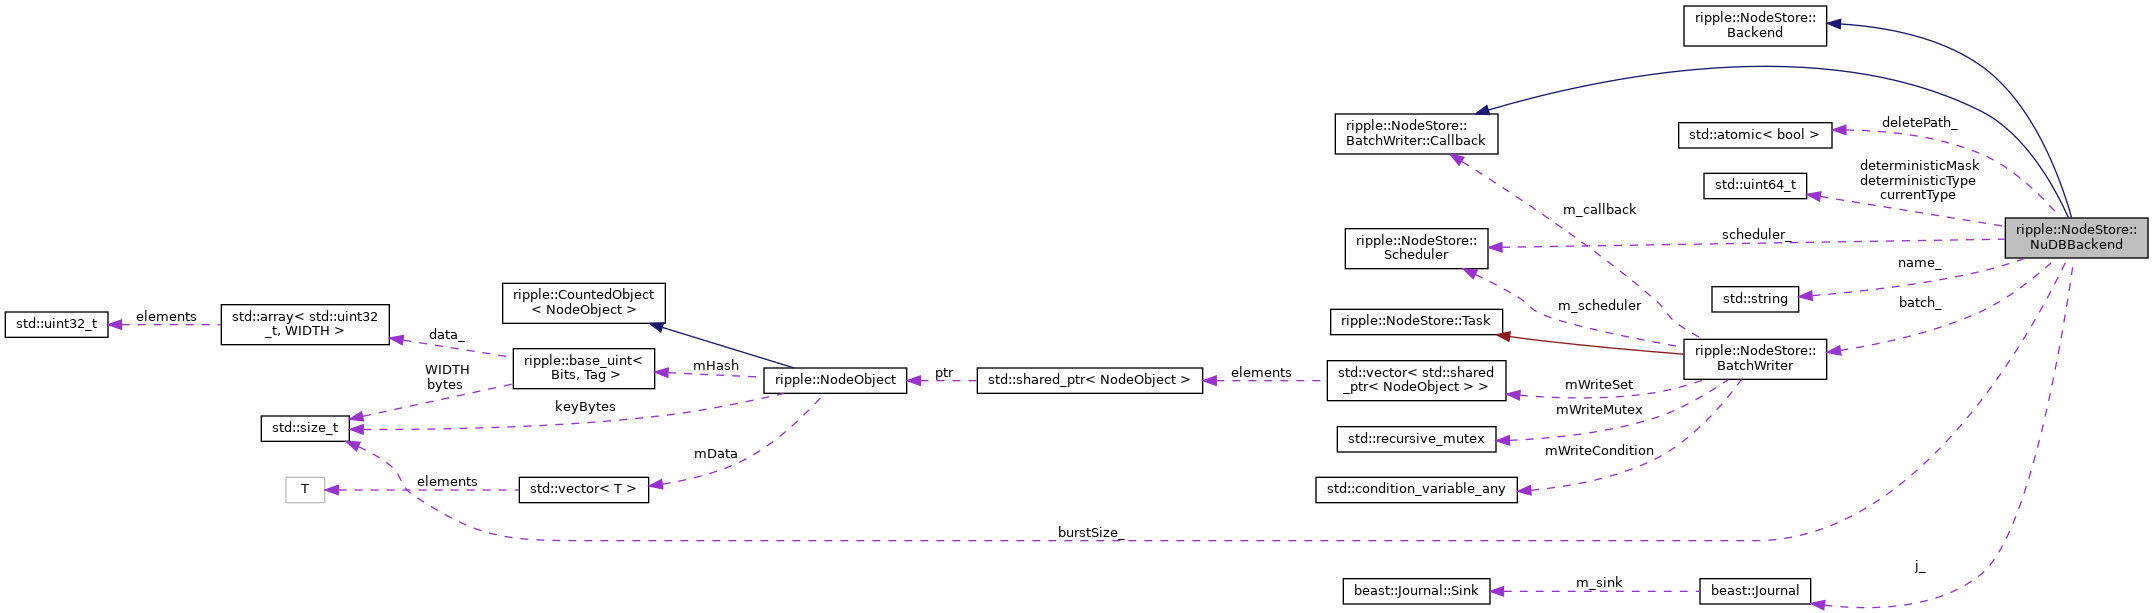 ripple::NodeStore::
Backend
ripple::NodeStore::
BatchWriter::Callback
std::atomic< bool >
deletePath_
std::uint64_t
deterministicMask
deterministicType
currentType
m_callback
ripple::NodeStore::
Scheduler
scheduler_
ripple::NodeStore::
NuDBBackend
name_
std::string
batch_
m_scheduler
ripple::CountedObject
< NodeObject >
std::uint32_t
elements
std::array< std::uint32
_t, WIDTH >
data_
ripple::NodeStore::Task
ripple::NodeStore::
BatchWriter
ripple::base_uint<
Bits, Tag >
WIDTH
bytes
mHash
ripple::NodeObject
ptr
std::shared_ptr< NodeObject >
elements
std::vector< std::shared
_ptr< NodeObject > >
mWriteSet
mWriteMutex
keyBytes
std::size_t
std::recursive_mutex
mWriteCondition
mData
T
elements
std::vector< T >
std::condition_variable_any
burstSize_
j_
beast::Journal::Sink
m_sink
beast::Journal